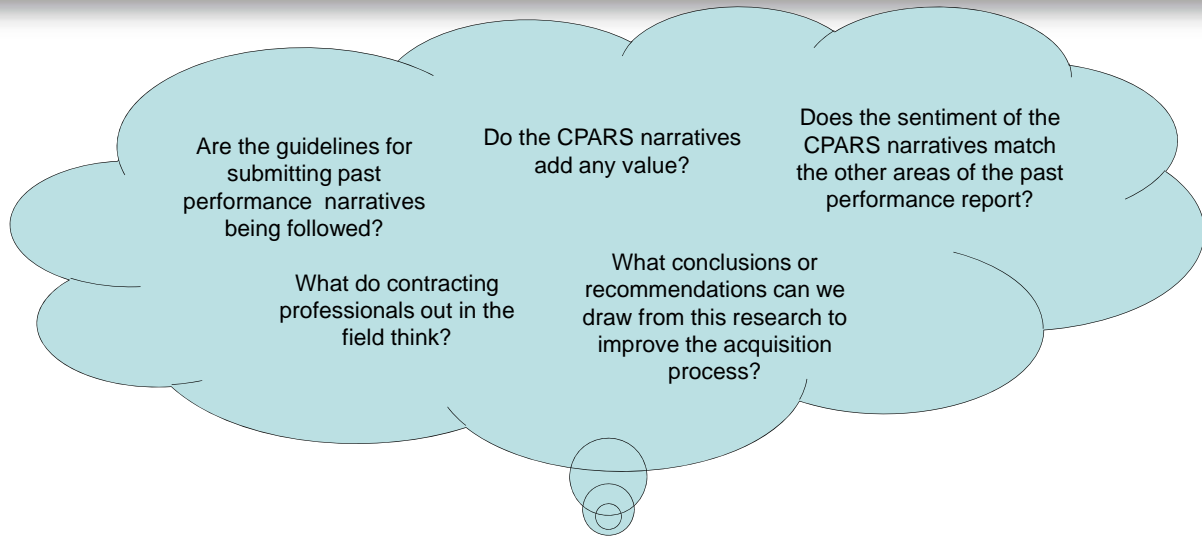 Are the guidelines for
submitting past
performance narratives
being followed?
Do the CPARS narratives
add any value?
Does the sentiment of the
CPARS narratives match
the other areas of the past
performance report?
What do contracting
professionals out in the
field think?
What conclusions or
recommendations can we
draw from this research to
improve the acquisition
process?